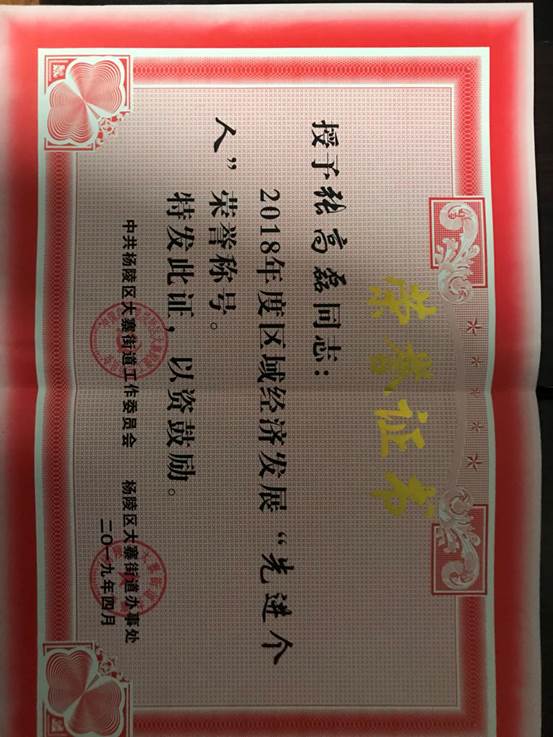 荣誉证书
授予张高磊同志：
2018年度区域经济发展“先进个
人”荣誉称号。
特发此证，以资鼓励。
中共杨陵区大寨街道工作委员会 杨陵区大寨街道办事处
二〇一九年四月